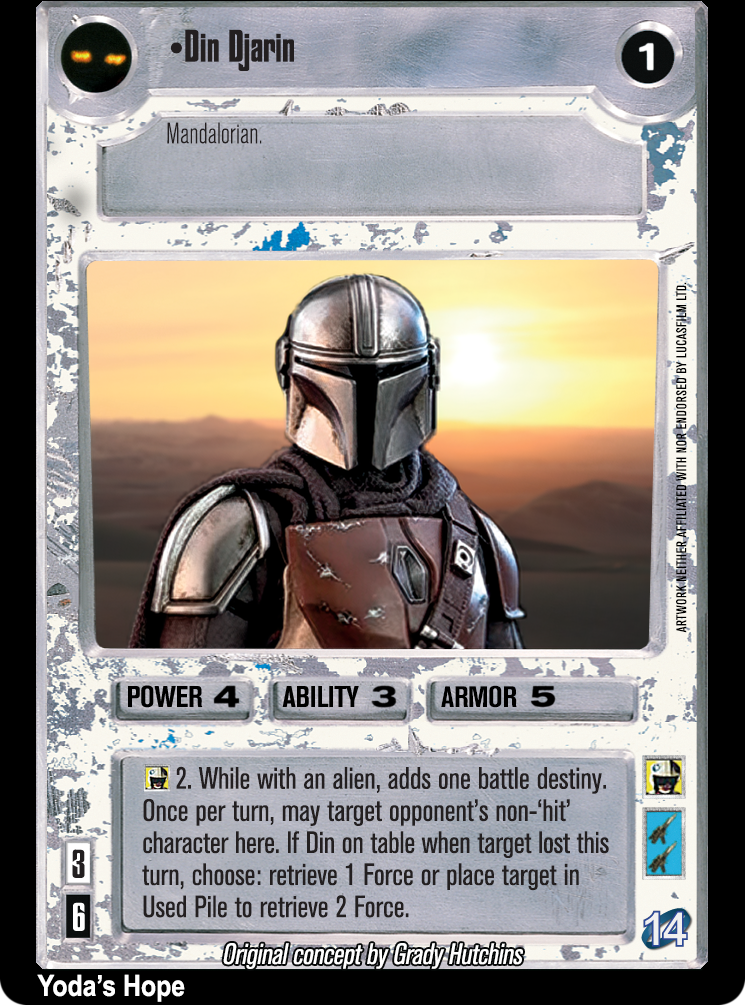 •Din Djarin
1
Mandalorian.
ARTWORK NEITHER AFFILIATED WITH NOR ENDORSED BY LUCASFILM LTD.
POWER 4 ABILITY 3 ARMOR 5
2. While with an alien, adds one battle destiny.
Once per turn, may target opponent's non-‘hit’
character here. If Din on table when target lost this
turn, choose: retrieve 1 Force or place target in
Used Pile to retrieve 2 Force.
3
6
14
Original concept by Grady Hutchins
Yoda's Hope